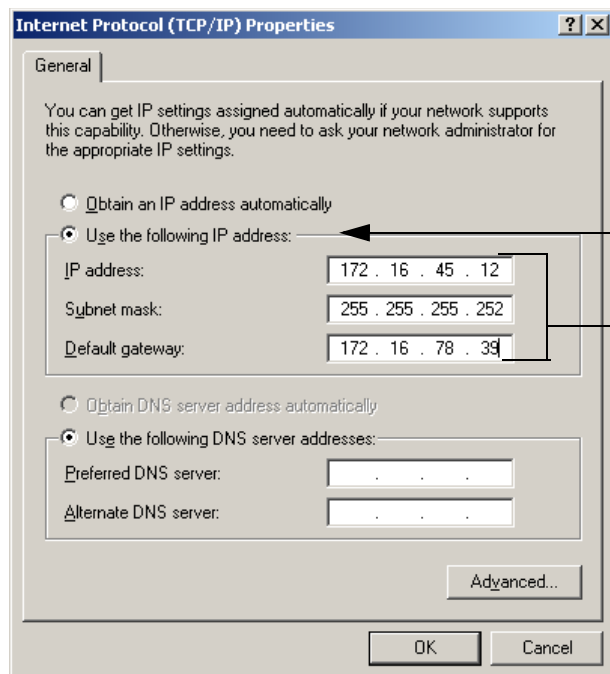 Internet Protocol (TCP/IP) Properties
General
You can get IP settings assigned automatically if your network supports
this capability. Otherwise, you need to ask your network administrator for
the appropriate IP settings.
Obtain an IP address automatically
Use the following IP address:
IP address: 172 . 16 . 45 . 12
Subnet mask: 255 . 255 . 255 . 252
Default gateway: 172 . 16 . 78 . 39
Obtain DNS server address automatically
Use the following DNS server addresses:
Preferred DNS server: . . .
Alternate DNS server: . . .
Advanced...
OK Cancel